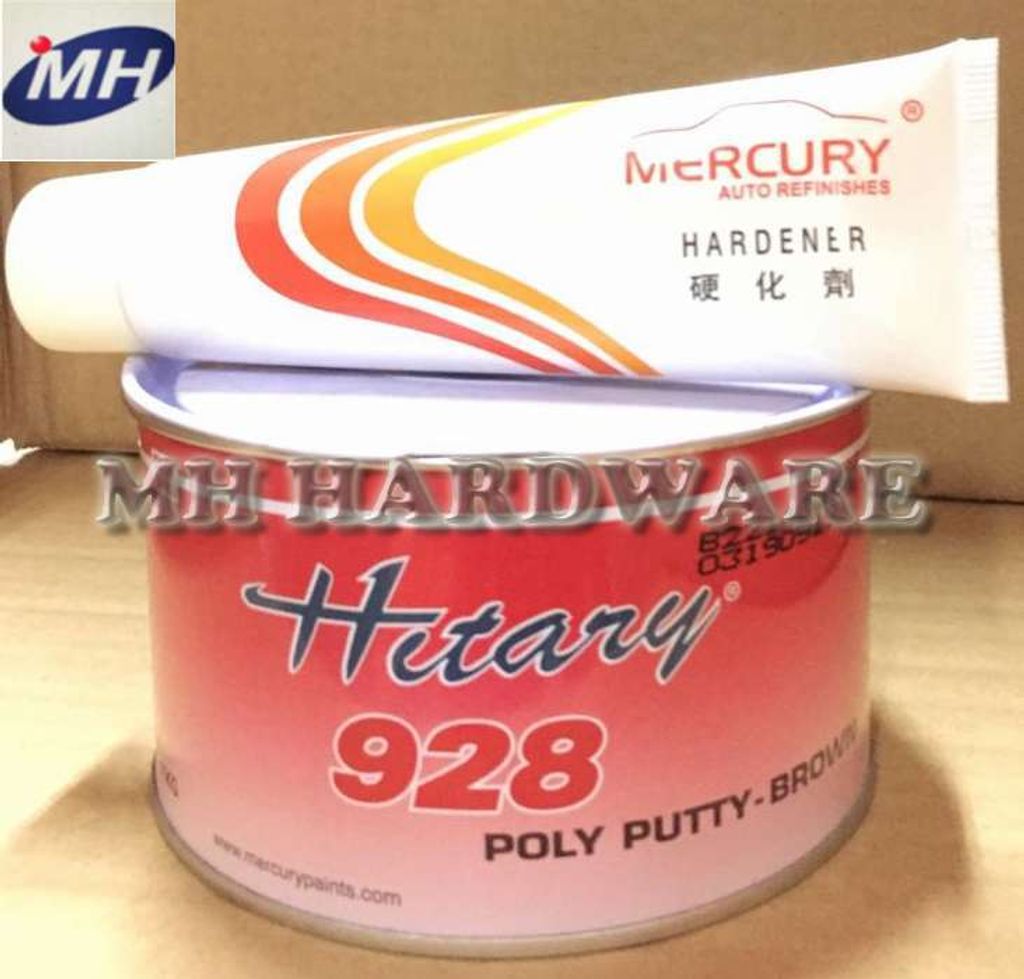 MH
MERCURY ®
AUTO REFINISHES
HARDENER
硬化劑
MH HARDWARE
Hitary ®
928
POLY PUTTY-BROWN
www.mercurypaints.com